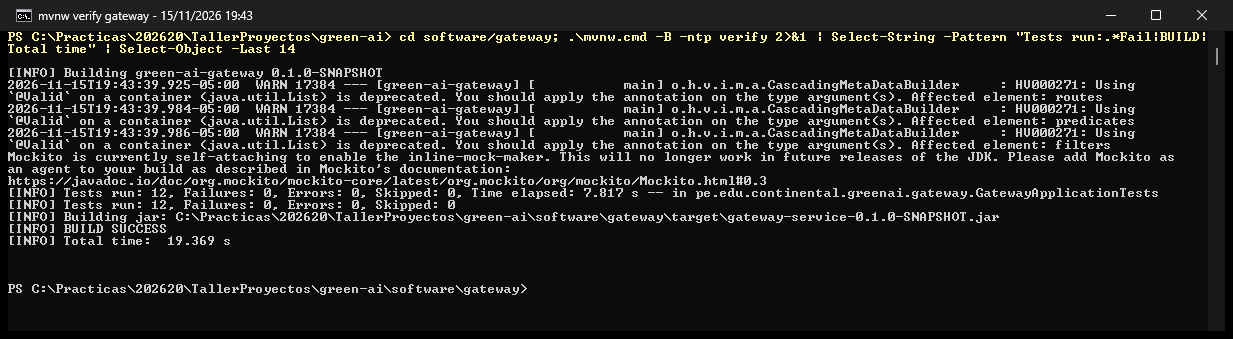 mvnw verify gateway - 15/11/2026 19:43
PS C:\Practicas\202620\TallerProyectos\green-ai> cd software/gateway; .\mvnw.cmd -B -ntp verify 2>&1 | Select-String -Pattern "Tests run:.*Fail|BUILD|
Total time" | Select-Object -Last 14
[INFO] Building green-ai-gateway 0.1.0-SNAPSHOT
2026-11-15T19:43:39.925-05:00  WARN 17384 --- [green-ai-gateway] [           main] o.h.v.i.m.a.CascadingMetaDataBuilder     : HV000271: Using
`@Valid` on a container (java.util.List) is deprecated. You should apply the annotation on the type argument(s). Affected element: routes
2026-11-15T19:43:39.984-05:00  WARN 17384 --- [green-ai-gateway] [           main] o.h.v.i.m.a.CascadingMetaDataBuilder     : HV000271: Using
`@Valid` on a container (java.util.List) is deprecated. You should apply the annotation on the type argument(s). Affected element: predicates
2026-11-15T19:43:39.986-05:00  WARN 17384 --- [green-ai-gateway] [           main] o.h.v.i.m.a.CascadingMetaDataBuilder     : HV000271: Using
`@Valid` on a container (java.util.List) is deprecated. You should apply the annotation on the type argument(s). Affected element: filters
Mockito is currently self-attaching to enable the inline-mock-maker. This will no longer work in future releases of the JDK. Please add Mockito as
an agent to your build as described in Mockito's documentation:
https://javadoc.io/doc/org.mockito/mockito-core/latest/org.mockito/org/mockito/Mockito.html#0.3
[INFO] Tests run: 12, Failures: 0, Errors: 0, Skipped: 0, Time elapsed: 7.817 s -- in pe.edu.continental.greenai.gateway.GatewayApplicationTests
[INFO] Tests run: 12, Failures: 0, Errors: 0, Skipped: 0
[INFO] Building jar: C:\Practicas\202620\TallerProyectos\green-ai\software\gateway\target\gateway-service-0.1.0-SNAPSHOT.jar
[INFO] BUILD SUCCESS
[INFO] Total time:  19.369 s
PS C:\Practicas\202620\TallerProyectos\green-ai\software\gateway>